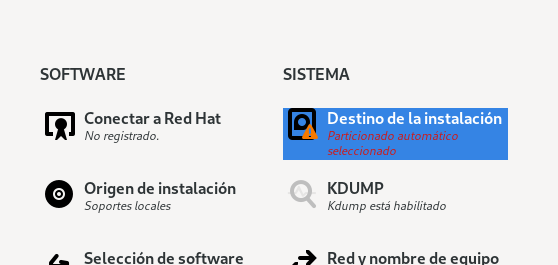 SOFTWARE
Conectar a Red Hat
No registrado.
Origen de instalación
Soportes locales
Selección de software
SISTEMA
Destino de la instalación
Particionado automático
seleccionado
KDUMP
Kdump está habilitado
Red y nombre de equipo